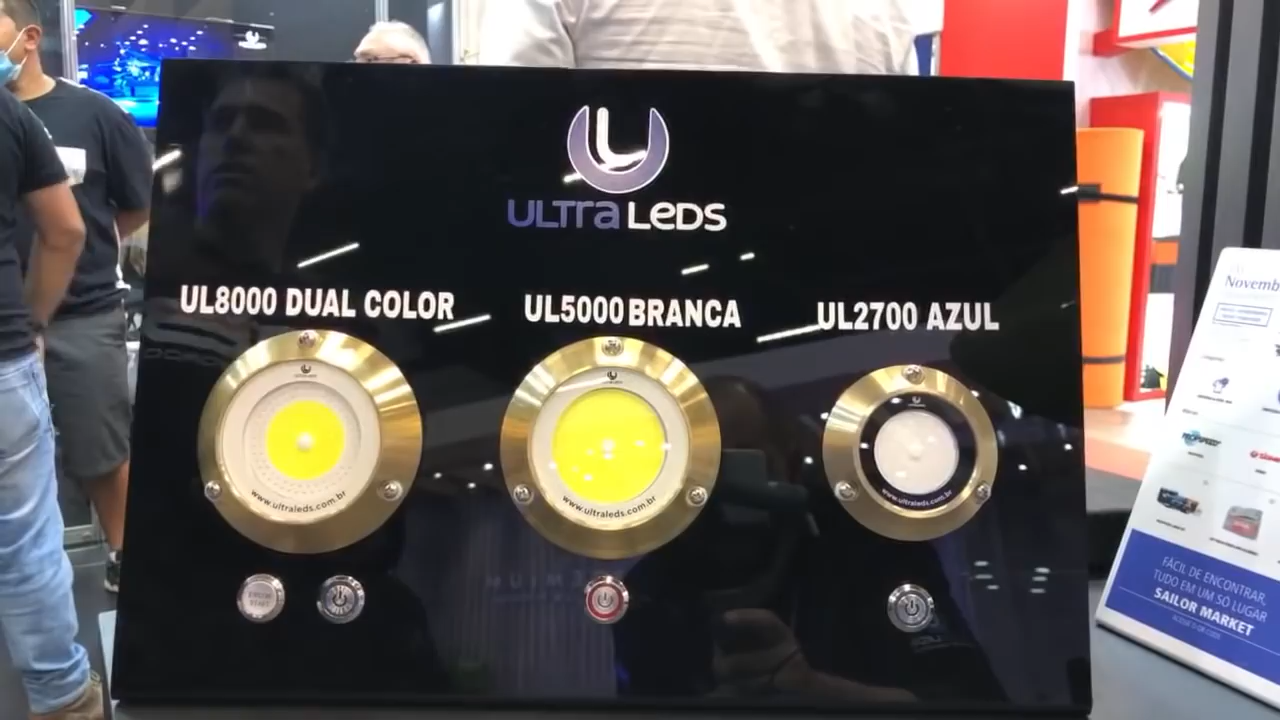 ULTra LeDS
UL8000 DUAL COLOR
UL5000 BRANCA
UL2700 AZUL
www.ultraleds.com.br
www.ultraleds.com.br
www.ultraleds.com.br
Novemb
FÁCIL DE ENCONTRAR,
TUDO EM UM SÓ LUGAR
SAILOR MARKET